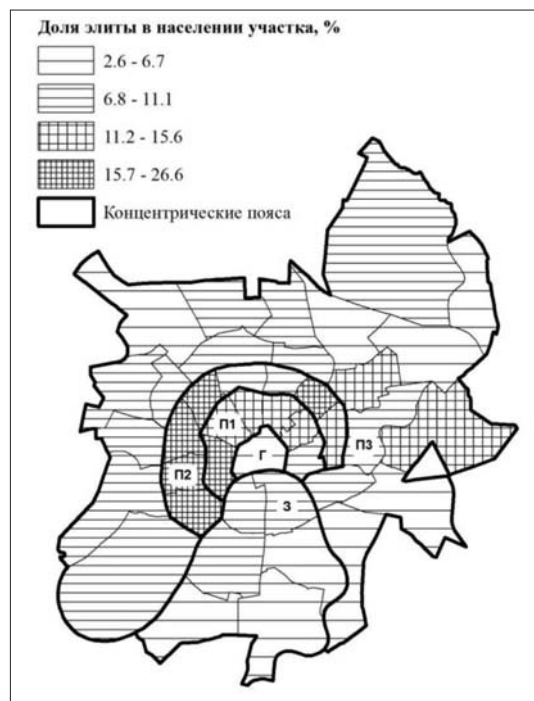 Доля элиты в населении участка, %
2.6 - 6.7
6.8 - 11.1
11.2 - 15.6
15.7 - 26.6
Концентрические пояса
П1
Г
П3
П2
З